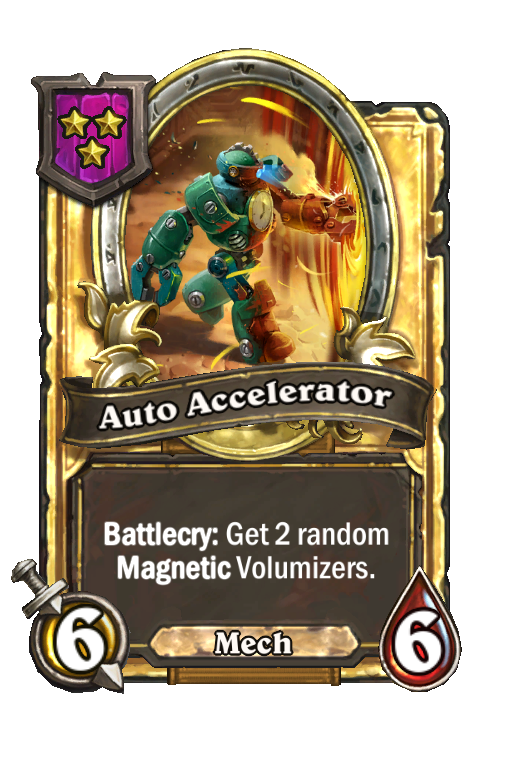 Auto Accelerator
Battlecry: Get 2 random
Magnetic Volumizers.
6
Mech
6